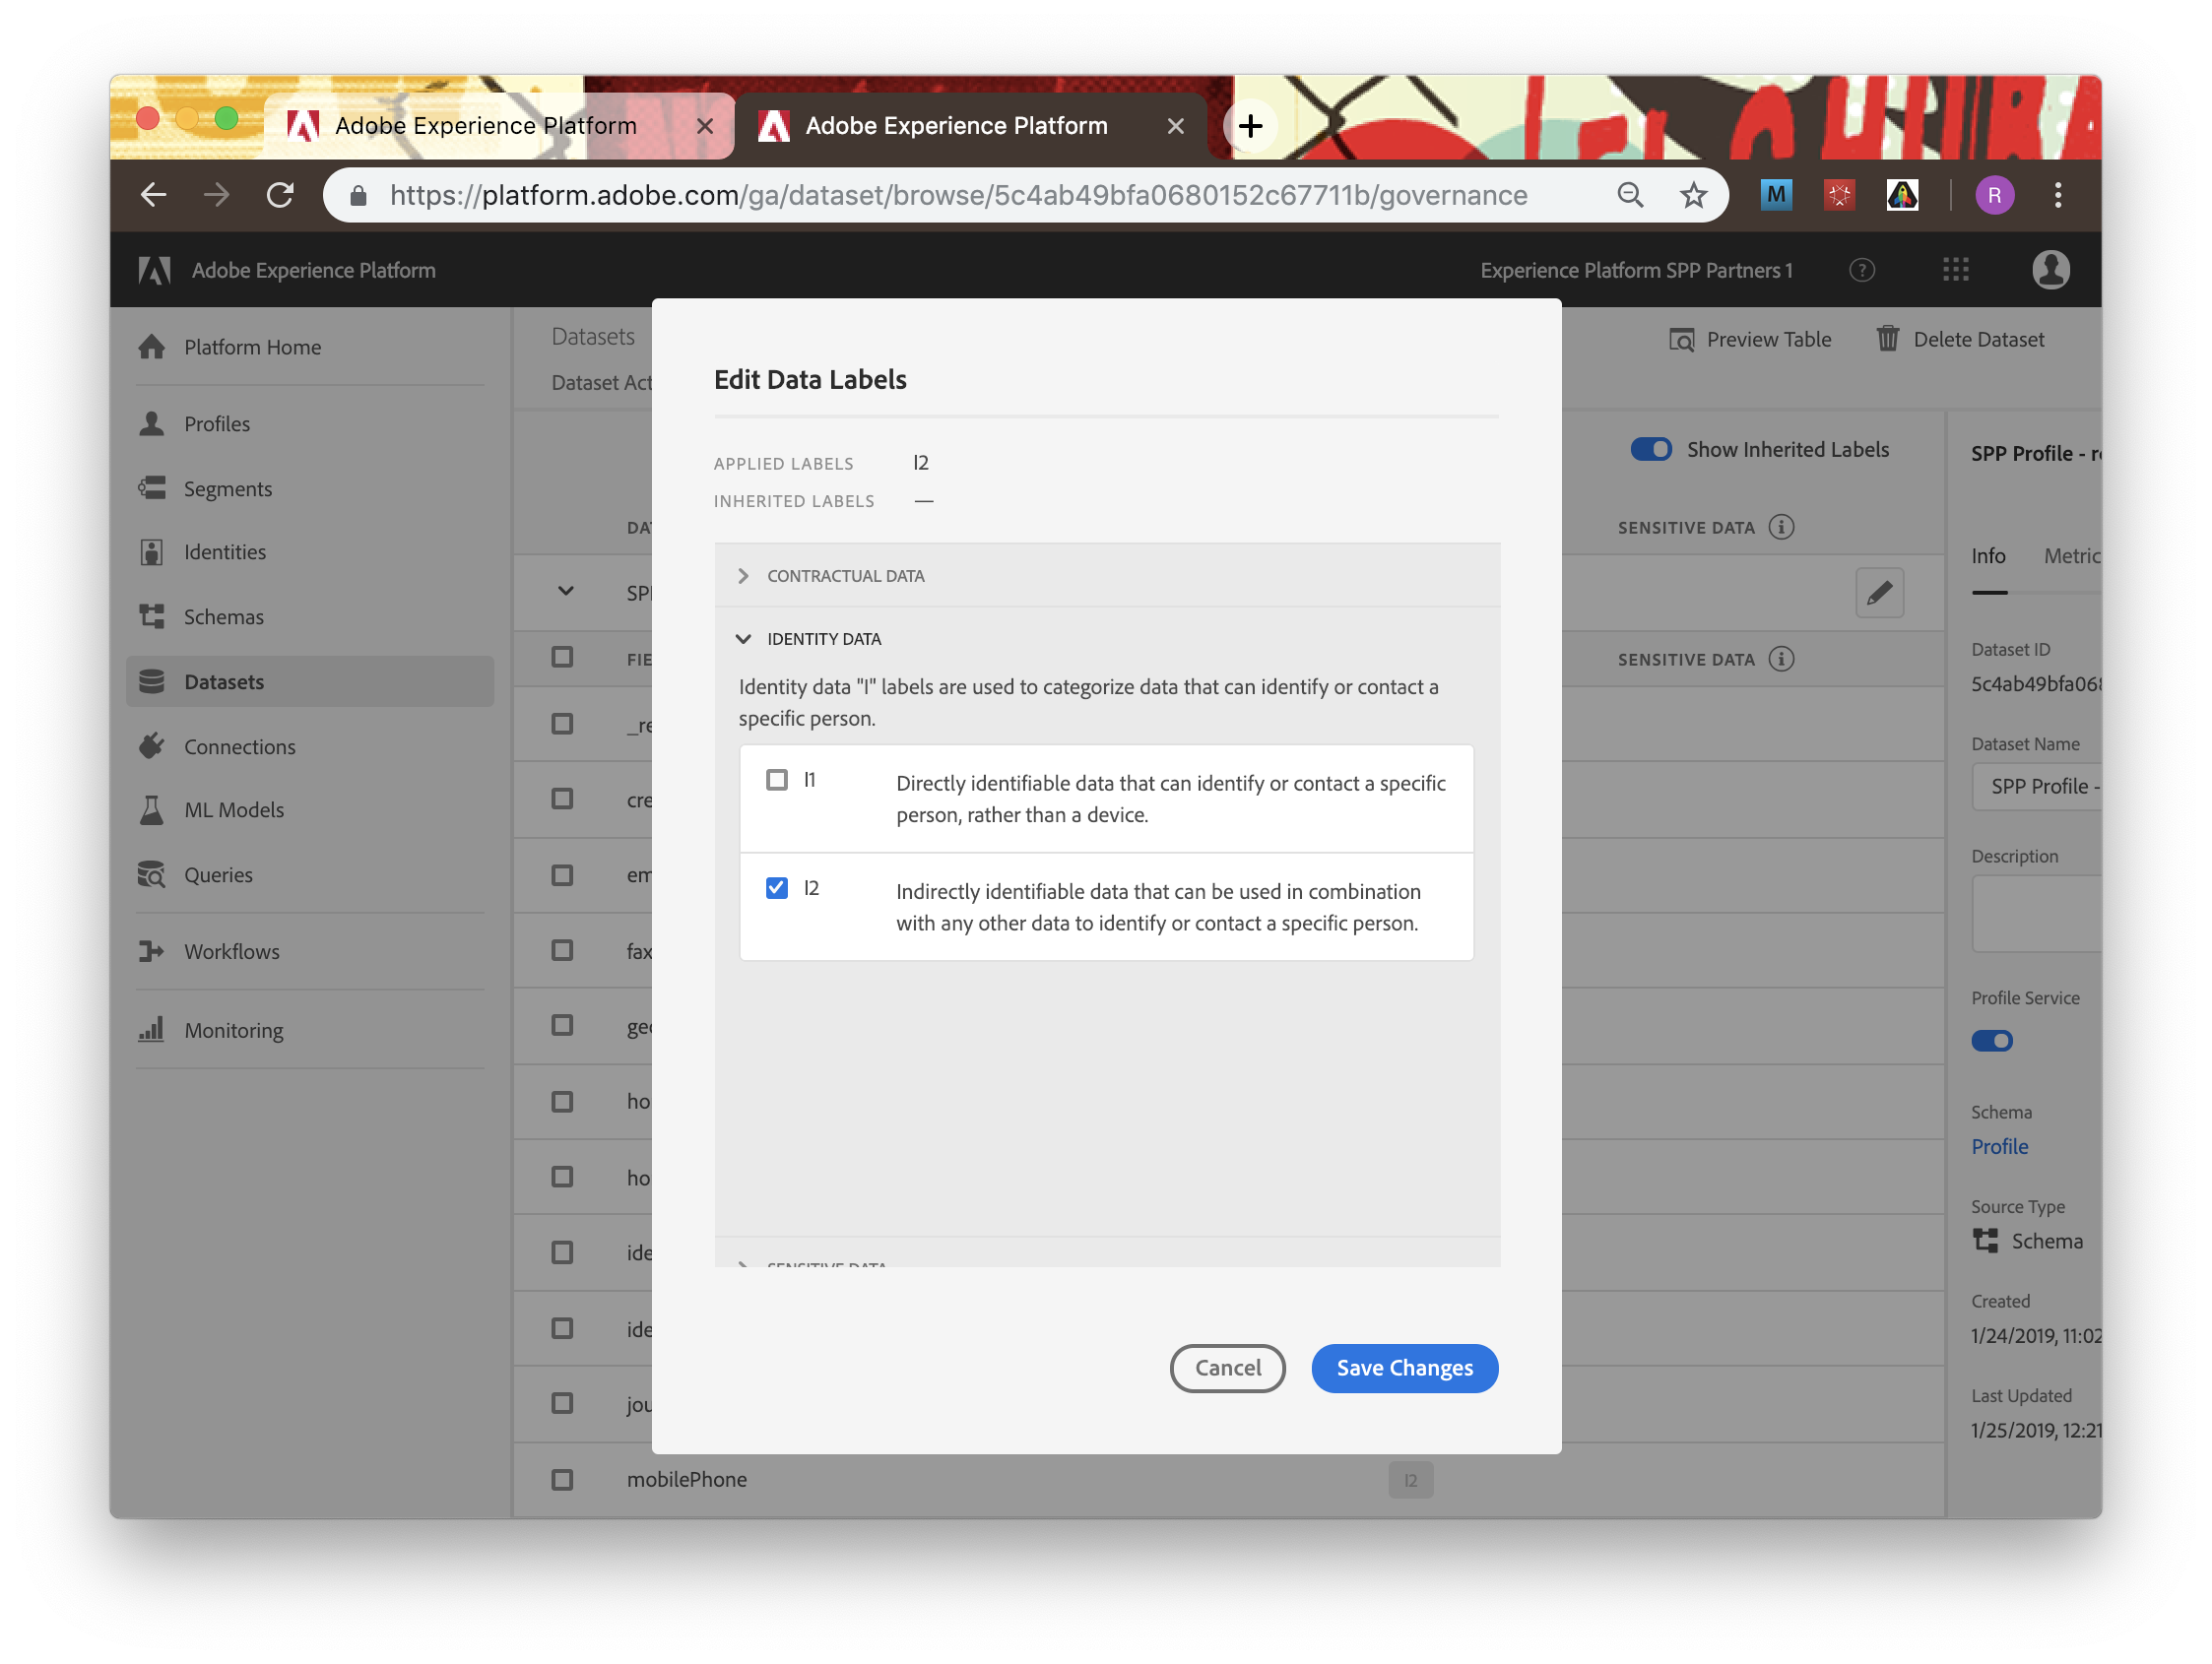 Adobe Experience Platform
Adobe Experience Platform
https://platform.adobe.com/ga/dataset/browse/5c4ab49bfa0680152c67711b/governance
M
R
Adobe Experience Platform
Experience Platform SPP Partners 1
?
Platform Home
Profiles
Segments
Identities
Schemas
Datasets
Connections
ML Models
Queries
Workflows
Monitoring
Datasets
Dataset Act
Preview Table
Delete Dataset
Show Inherited Labels
DAT
SENSITIVE DATA
SPP
FIE
SENSITIVE DATA
_re
cre
em
fax
geo
ho
ho
ide
ide
jou
mobilePhone
I2
Edit Data Labels
APPLIED LABELS I2
INHERITED LABELS —
CONTRACTUAL DATA
IDENTITY DATA
Identity data "I" labels are used to categorize data that can identify or contact a
specific person.
I1 Directly identifiable data that can identify or contact a specific
person, rather than a device.
I2 Indirectly identifiable data that can be used in combination
with any other data to identify or contact a specific person.
SENSITIVE DATA
Cancel
Save Changes
SPP Profile - re
Info Metric
Dataset ID
5c4ab49bfa068
Dataset Name
SPP Profile -
Description
Profile Service
Schema
Profile
Source Type
Schema
Created
1/24/2019, 11:02
Last Updated
1/25/2019, 12:21